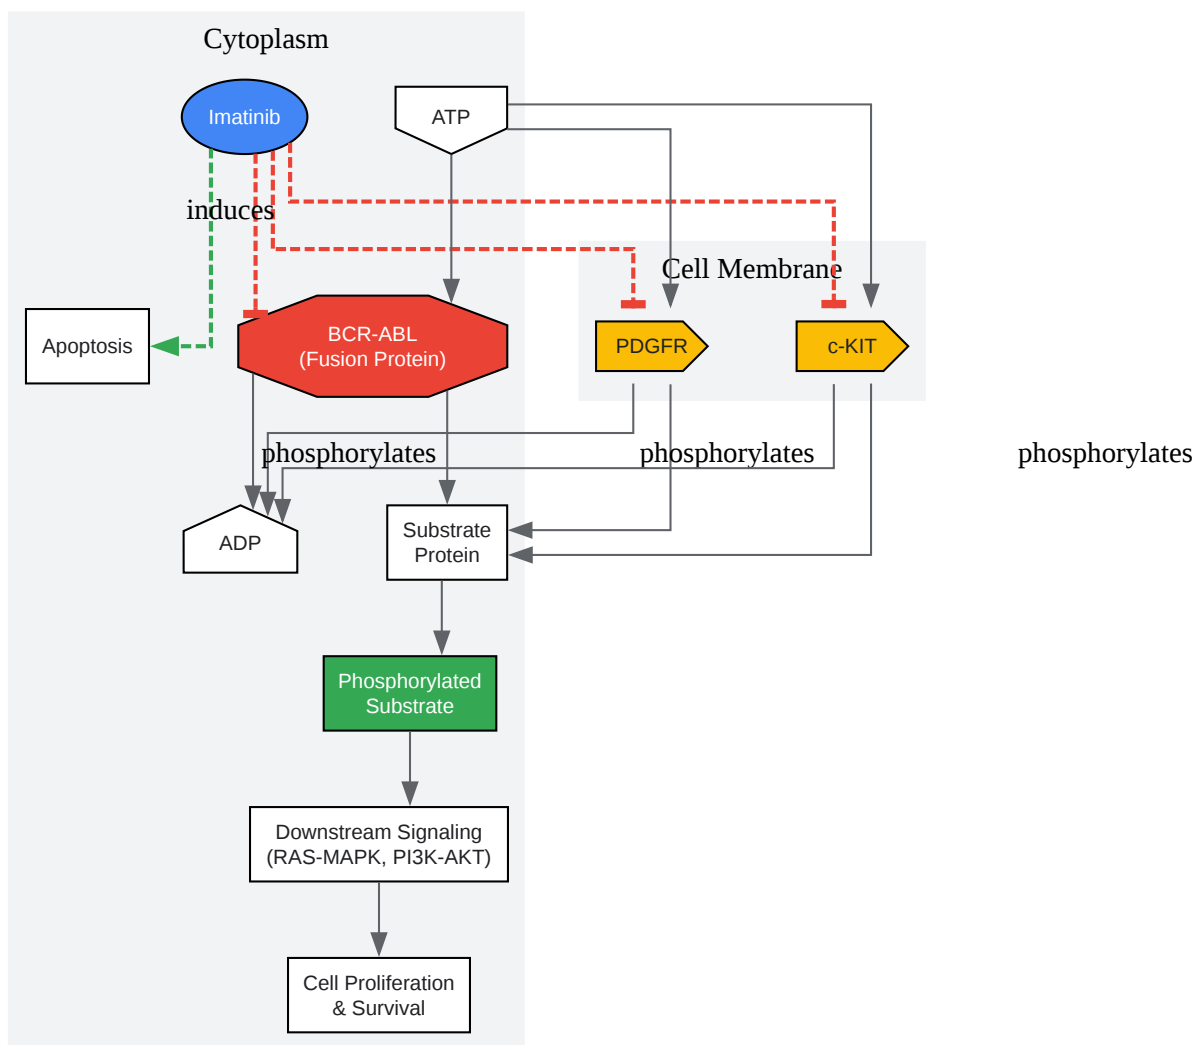 Cytoplasm
Imatinib
ATP
induces
Cell Membrane
BCR-ABL
(Fusion Protein)
Apoptosis
PDGFR
c-KIT
phosphorylates
phosphorylates
phosphorylates
ADP
Substrate
Protein
Phosphorylated
Substrate
Downstream Signaling
(RAS-MAPK, PI3K-AKT)
Cell Proliferation
& Survival